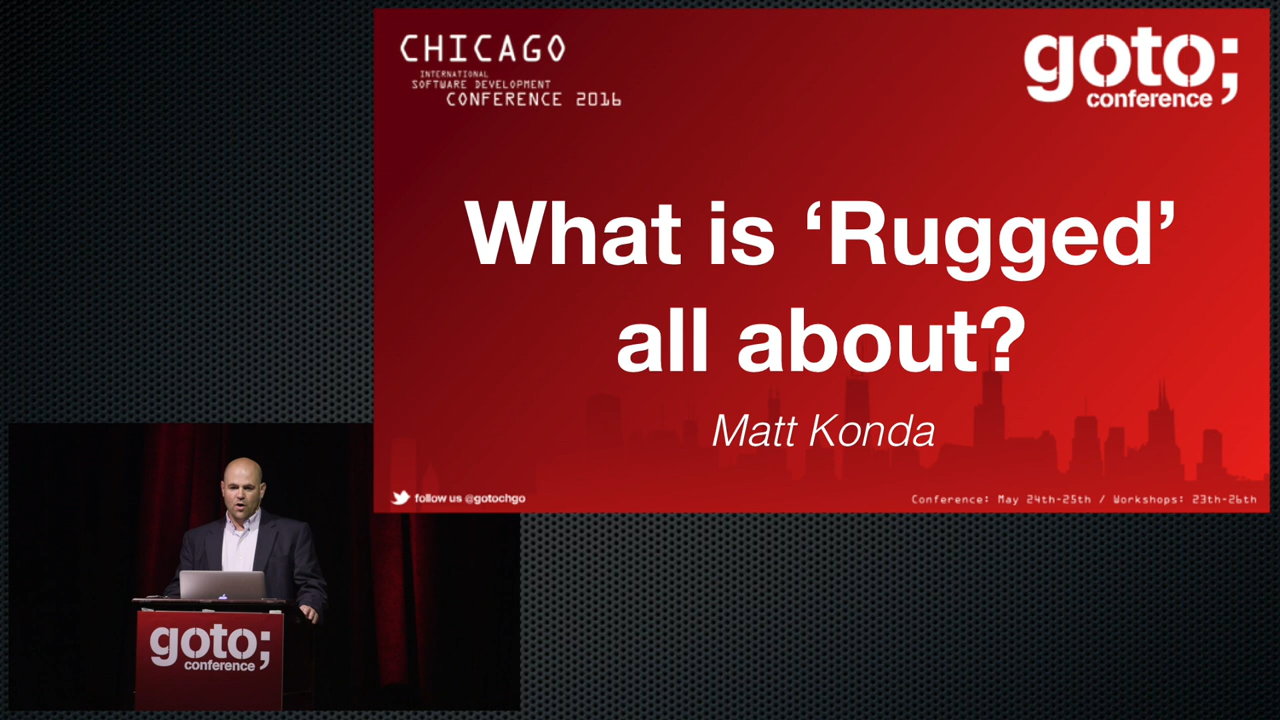 CHICAGO
INTERNATIONAL
SOFTWARE DEVELOPMENT
CONFERENCE 2016
goto;
conference
What is ‘Rugged’
all about?
Matt Konda
follow us @gotochgo
Conference: May 24th-25th / Workshops: 23th-26th
goto;
conference